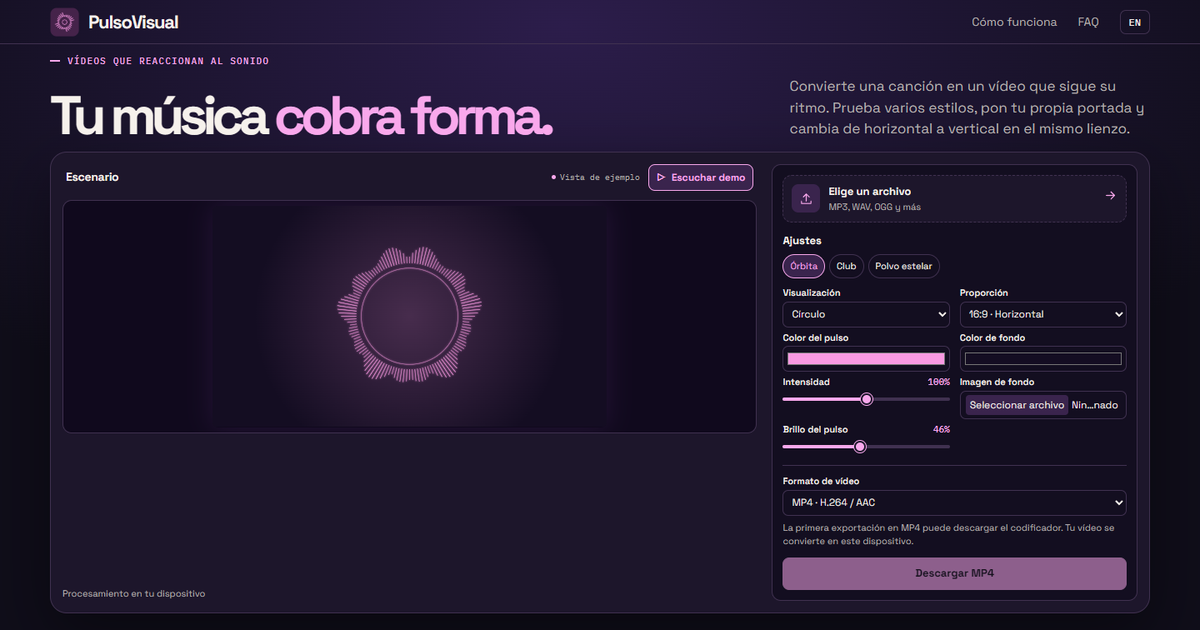 PulsoVisual
Cómo funciona
FAQ
EN
VÍDEOS QUE REACCIONAN AL SONIDO
Tu música cobra forma.
Convierte una canción en un vídeo que sigue su
ritmo. Prueba varios estilos, pon tu propia portada y
cambia de horizontal a vertical en el mismo lienzo.
Escenario
Vista de ejemplo
Escuchar demo
Elige un archivo
MP3, WAV, OGG y más
Ajustes
Órbita
Club
Polvo estelar
Visualización
Proporción
Círculo
16:9 · Horizontal
Color del pulso
Color de fondo
Intensidad
100%
Imagen de fondo
Seleccionar archivo Nin...nado
Brillo del pulso
46%
Formato de vídeo
MP4 · H.264 / AAC
La primera exportación en MP4 puede descargar el codificador. Tu vídeo se
convierte en este dispositivo.
Descargar MP4
Procesamiento en tu dispositivo